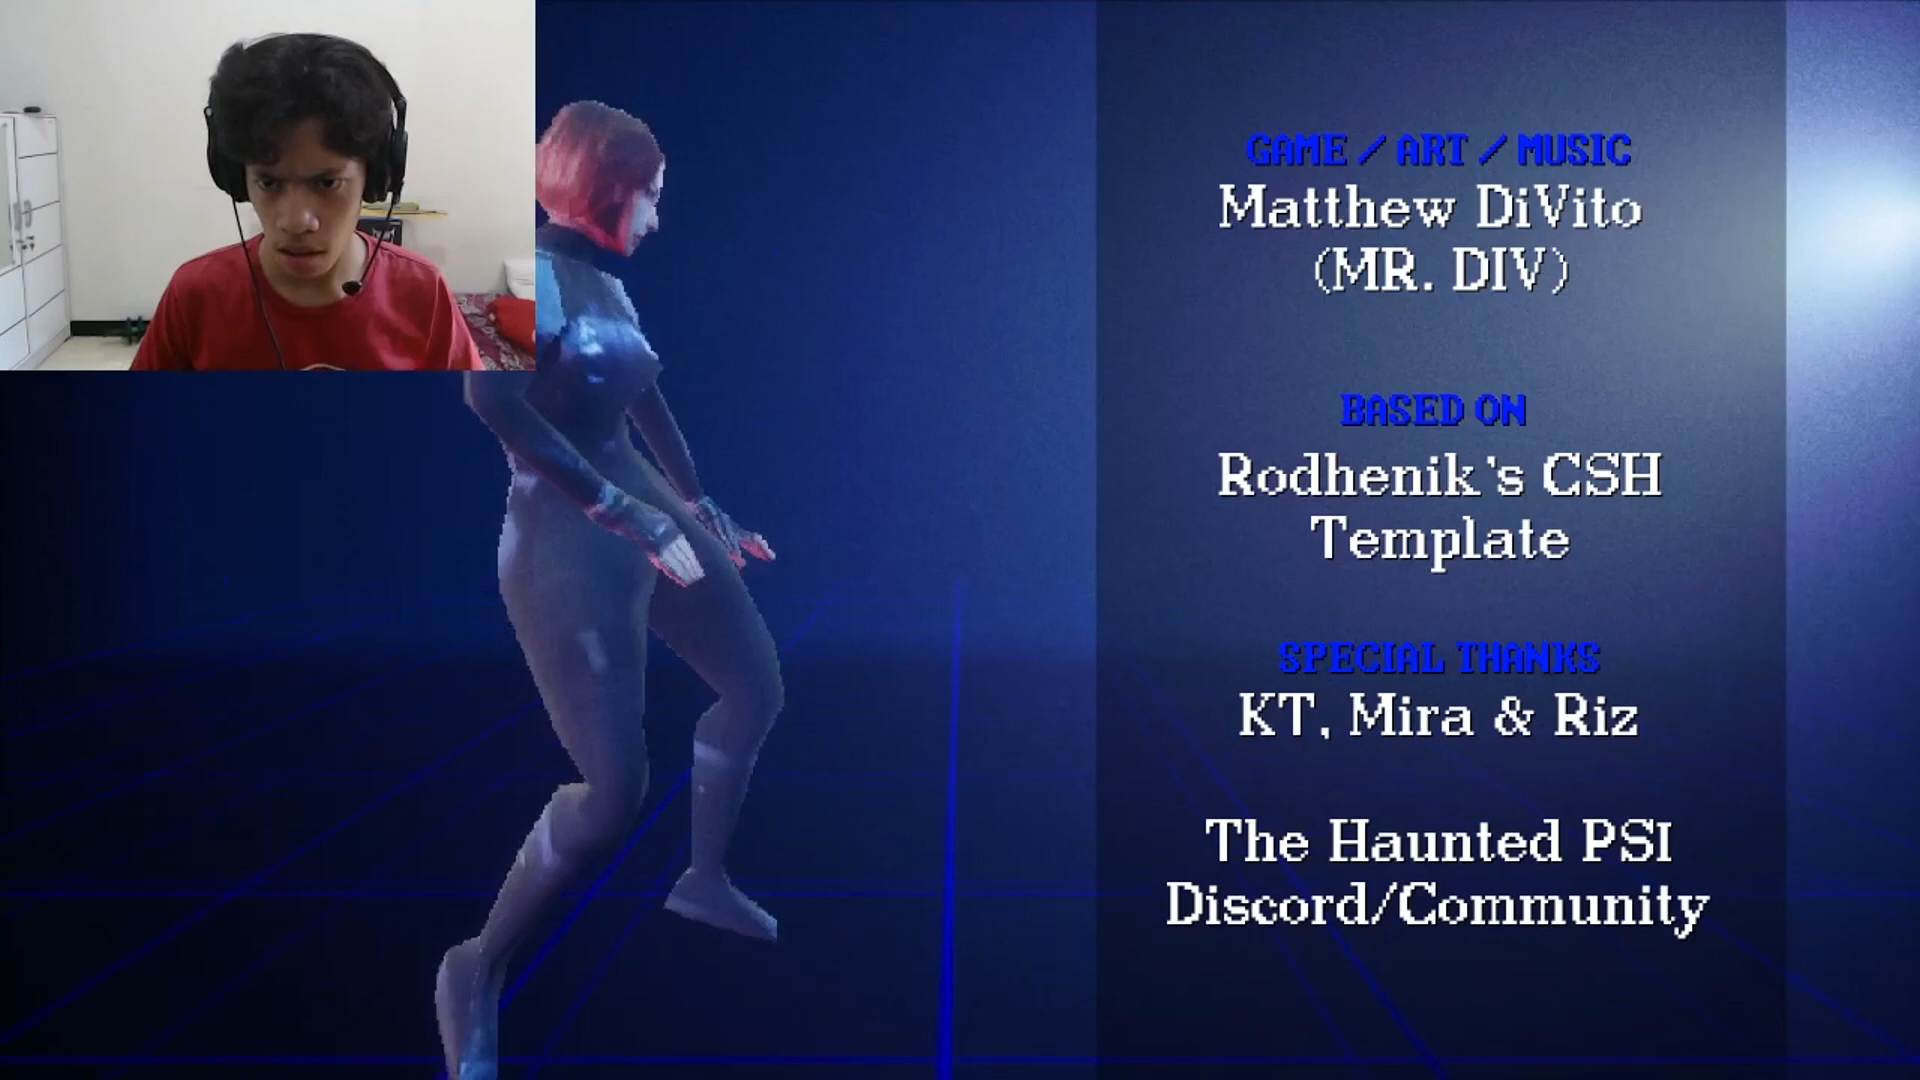 GAME / ART / MUSIC
Matthew DiVito
(MR. DIV)
BASED ON
Rodhenik's CSH
Template
SPECIAL THANKS
KT, Mira & Riz
The Haunted PS1
Discord/Community